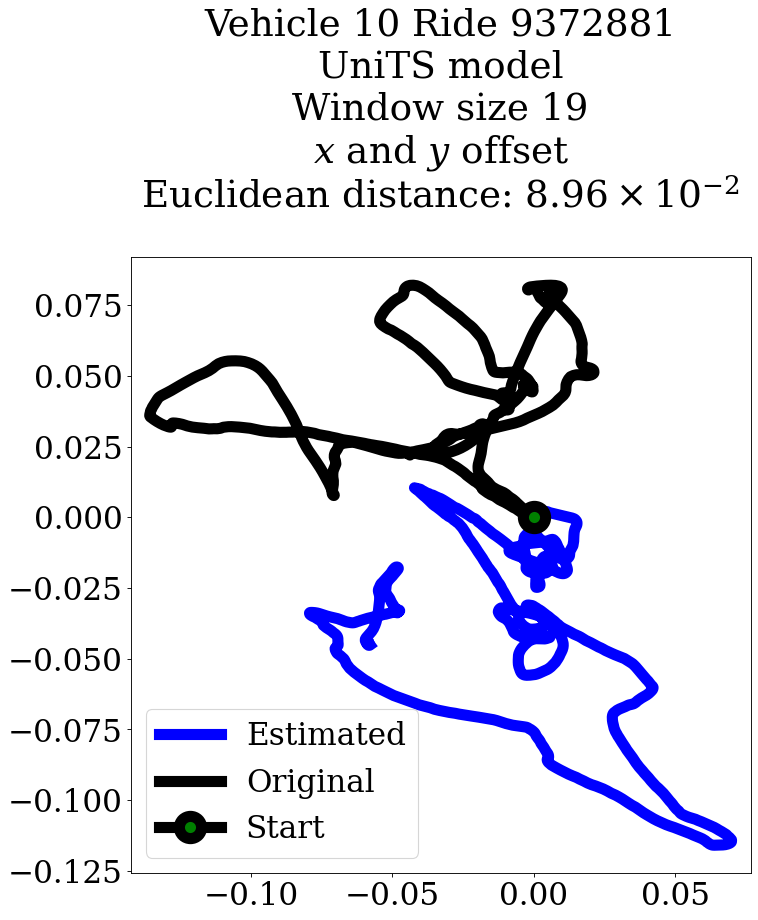 Vehicle 10 Ride 9372881
UniTS model
Window size 19
x and y offset
Euclidean distance: 8.96 × 10⁻²
0.075
0.050
0.025
0.000
−0.025
−0.050
−0.075
−0.100
−0.125
Estimated
Original
Start
−0.10
−0.05
0.00
0.05